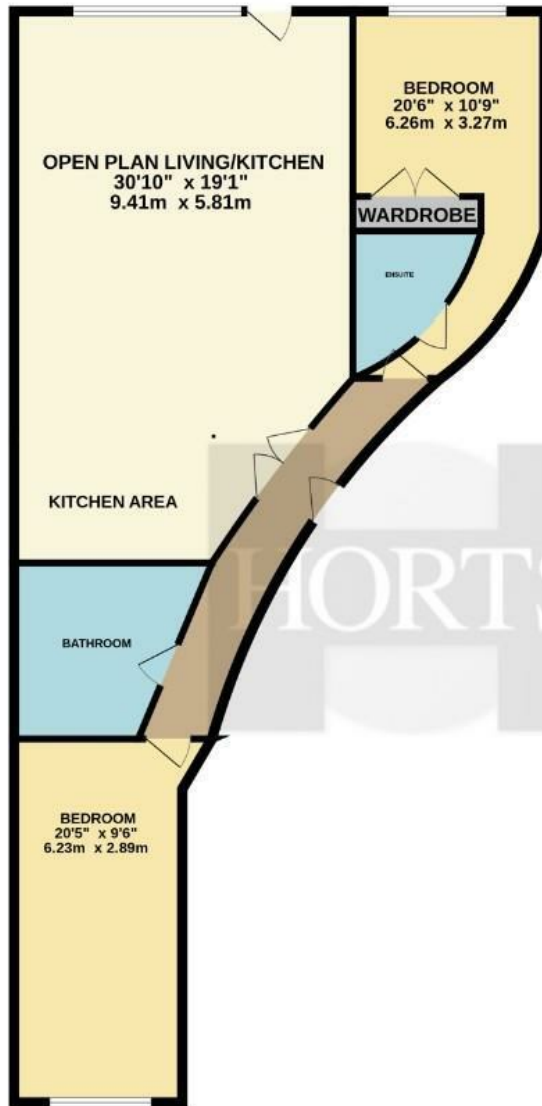 BEDROOM
20'6" x 10'9"
6.26m x 3.27m
OPEN PLAN LIVING/KITCHEN
30'10" x 19'1"
9.41m x 5.81m
WARDROBE
ENSUITE
KITCHEN AREA
HORTS
BATHROOM
BEDROOM
20'5" x 9'6"
6.23m x 2.89m